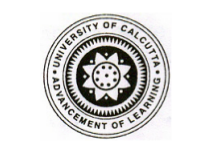 UNIVERSITY OF CALCUTTA
ADVANCEMENT OF LEARNING